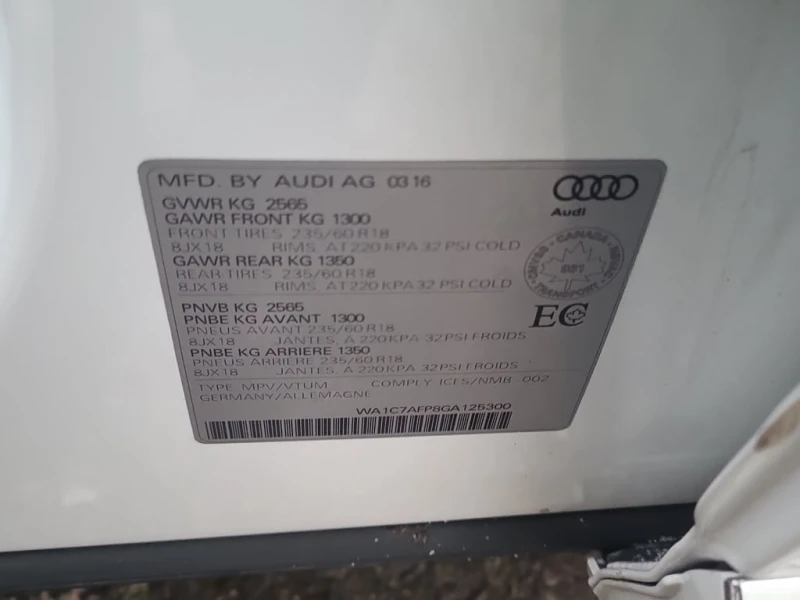 MFD. BY AUDI AG 03 16
Audi
GVWR KG 2565
GAWR FRONT KG 1300
FRONT TIRES 235/60 R18
8JX18 RIMS, AT 220 KPA 32 PSI COLD
GAWR REAR KG 1350
REAR TIRES 235/60 R18
8JX18 RIMS, AT 220 KPA 32 PSI COLD
CANADA
TRANSPORT
PNVB KG 2565
PNBE KG AVANT 1300
PNEUS AVANT 235/60 R18
8JX18 JANTES, A 220 KPA 32 PSI FROIDS
PNBE KG ARRIERE 1350
PNEUS ARRIERE 235/60 R18
8JX18 JANTES, A 220 KPA 32 PSI FROIDS
EC
TYPE MPV/VTUM COMPLY ICES/NMB - 002
GERMANY/ALLEMAGNE
WA1C7AFP8GA125300